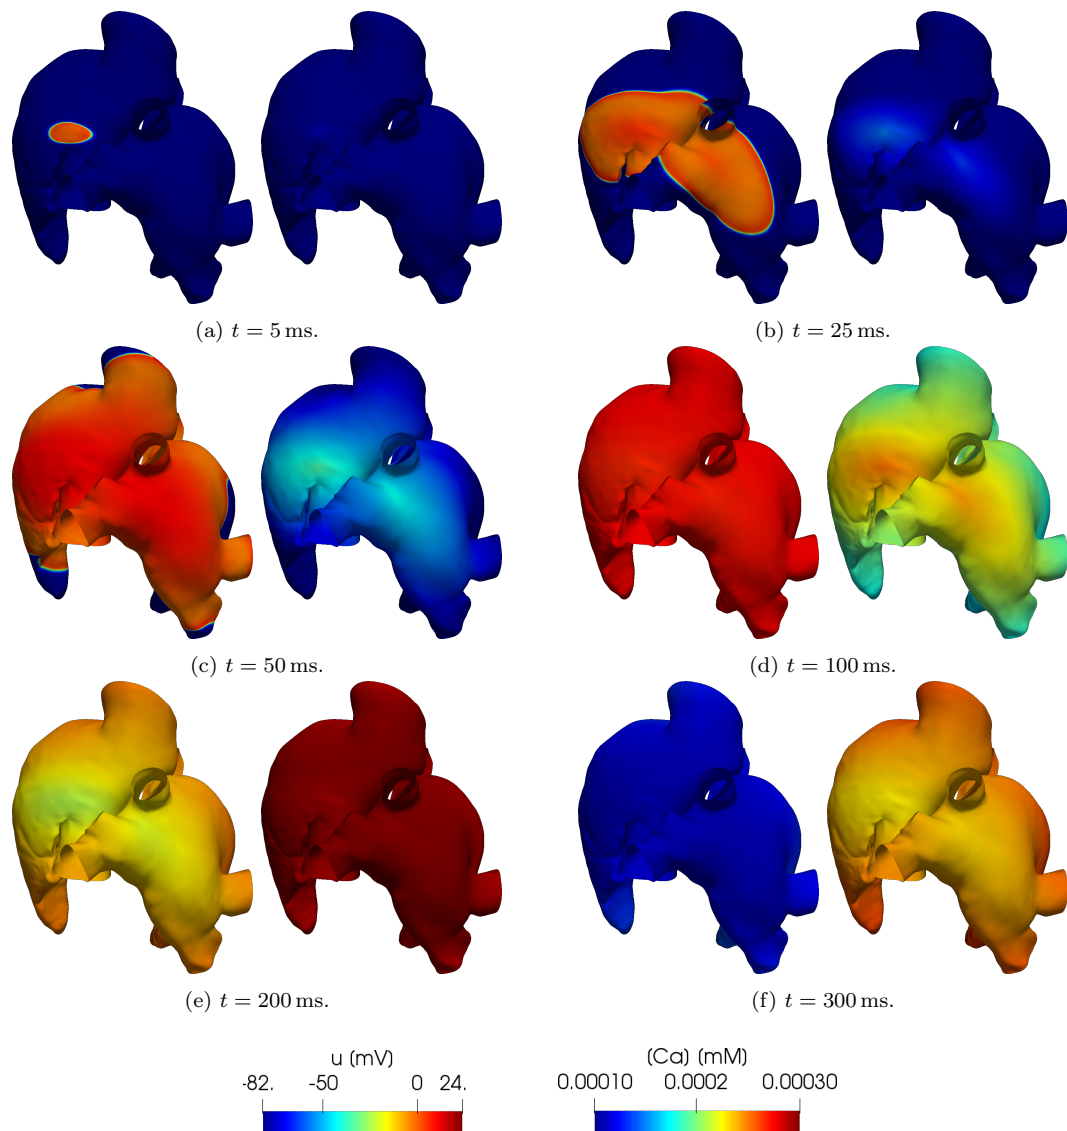 (a) t = 5 ms.
(b) t = 25 ms.
(c) t = 50 ms.
(d) t = 100 ms.
(e) t = 200 ms.
(f) t = 300 ms.
u (mV)
-82. -50 0 24.
(Ca) (mM)
0.00010 0.0002 0.00030